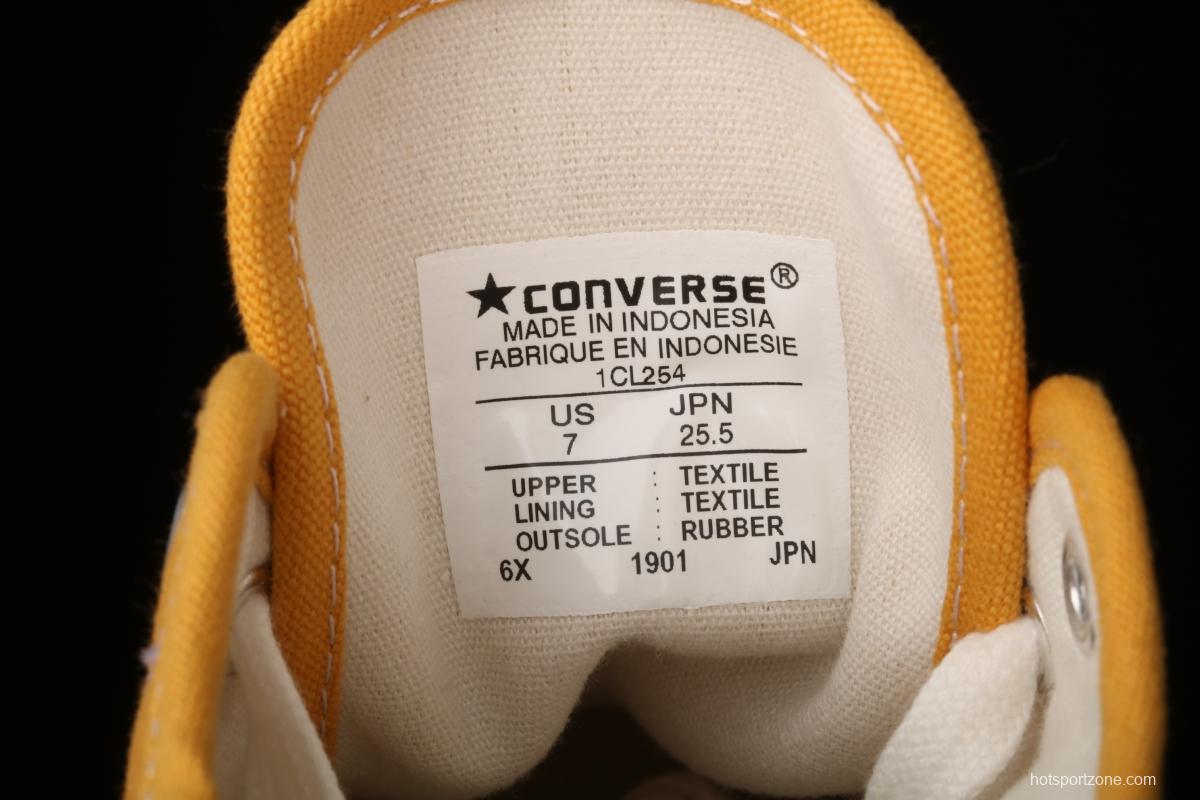 ★CONVERSE®
MADE IN INDONESIA
FABRIQUE EN INDONESIE
1CL254
US JPN
7 25.5
UPPER : TEXTILE
LINING : TEXTILE
OUTSOLE : RUBBER
6X 1901 JPN
hotsportzone.com